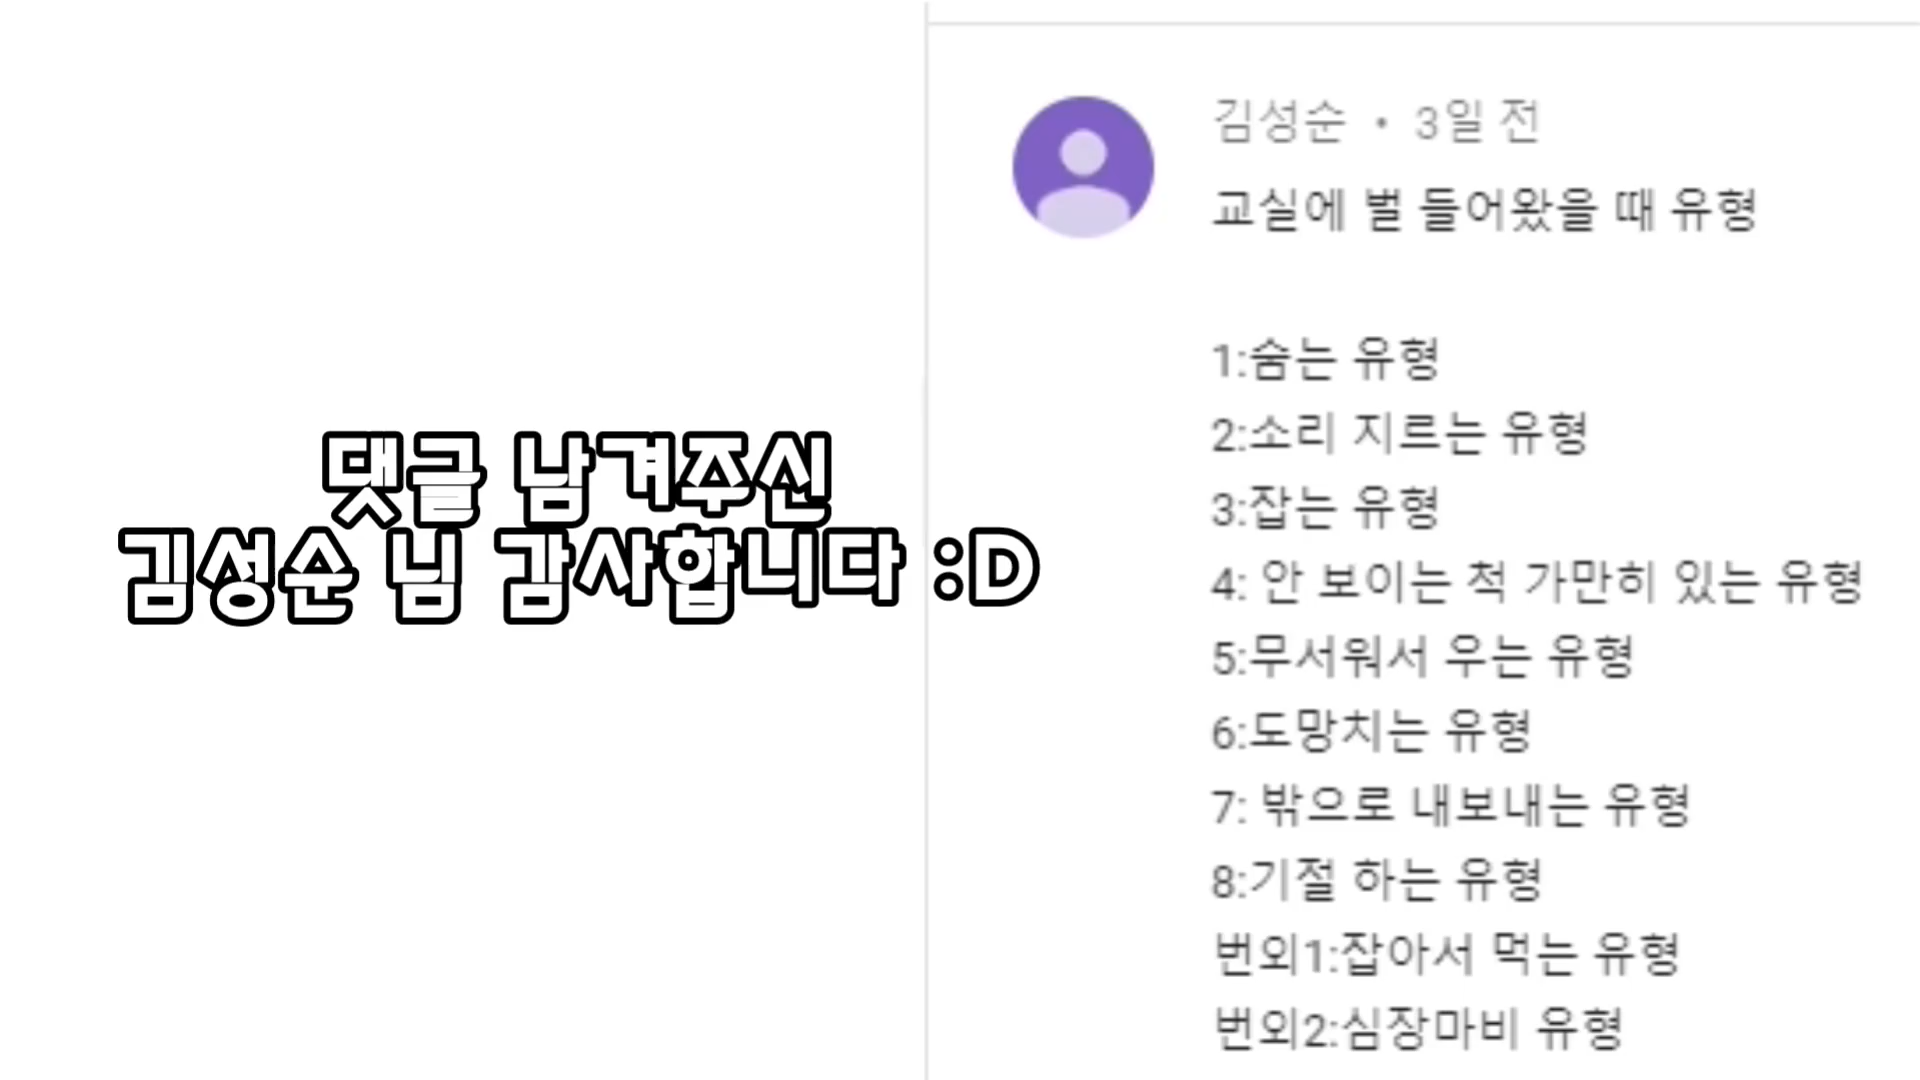 댓글 남겨주신
김성순 님 감사합니다 :D
김성순 • 3일 전
교실에 벌 들어왔을 때 유형
1:숨는 유형
2:소리 지르는 유형
3:잡는 유형
4: 안 보이는 척 가만히 있는 유형
5:무서워서 우는 유형
6:도망치는 유형
7: 밖으로 내보내는 유형
8:기절 하는 유형
번외1:잡아서 먹는 유형
번외2:심장마비 유형